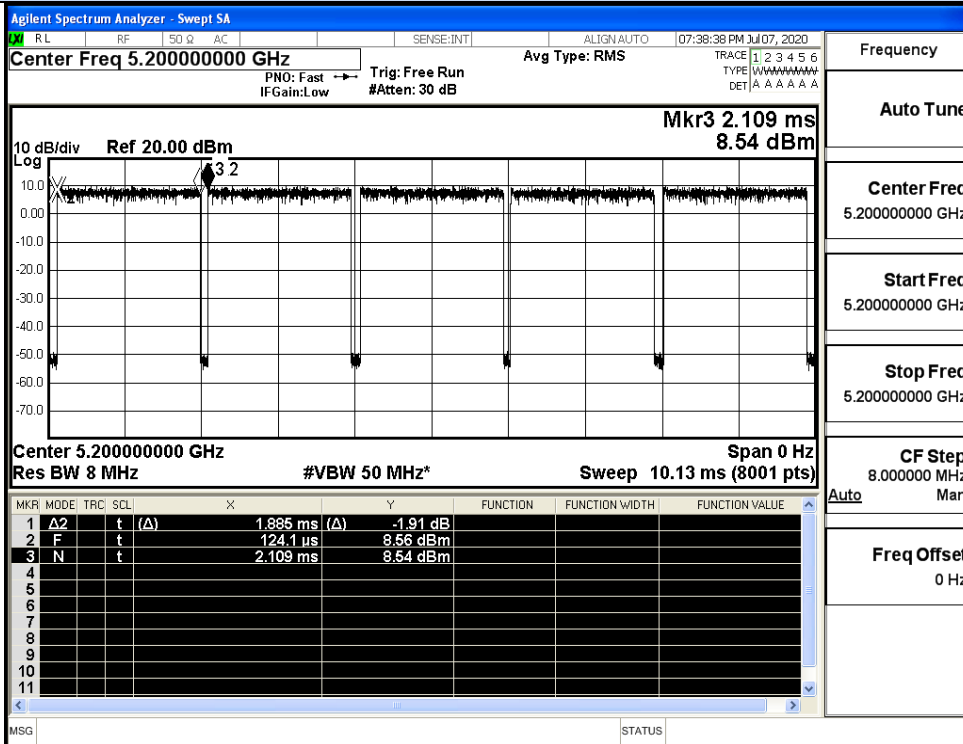 Agilent Spectrum Analyzer - Swept SA
LXI RL RF 50 Ω AC SENSE:INT ALIGNAUTO 07:38:38 PM Jul 07, 2020
Center Freq 5.200000000 GHz
PNO: Fast
IFGain:Low
Trig: Free Run
#Atten: 30 dB
Avg Type: RMS
TRACE 1 2 3 4 5 6
TYPE WWWWWW
DET A A A A A A
Mkr3 2.109 ms
8.54 dBm
10 dB/div Ref 20.00 dBm
Log
10.0
0.00
-10.0
-20.0
-30.0
-40.0
-50.0
-60.0
-70.0
3.2
Center 5.200000000 GHz Span 0 Hz
Res BW 8 MHz #VBW 50 MHz* Sweep 10.13 ms (8001 pts)
MKR MODE TRC SCL X Y FUNCTION FUNCTION WIDTH FUNCTION VALUE
1 Δ2 t (Δ) 1.885 ms (Δ) -1.91 dB
2 F t 124.1 µs 8.56 dBm
3 N t 2.109 ms 8.54 dBm
4
5
6
7
8
9
10
11
MSG STATUS
Frequency
Auto Tune
Center Freq
5.200000000 GHz
Start Freq
5.200000000 GHz
Stop Freq
5.200000000 GHz
CF Step
8.000000 MHz
Auto Man
Freq Offset
0 Hz